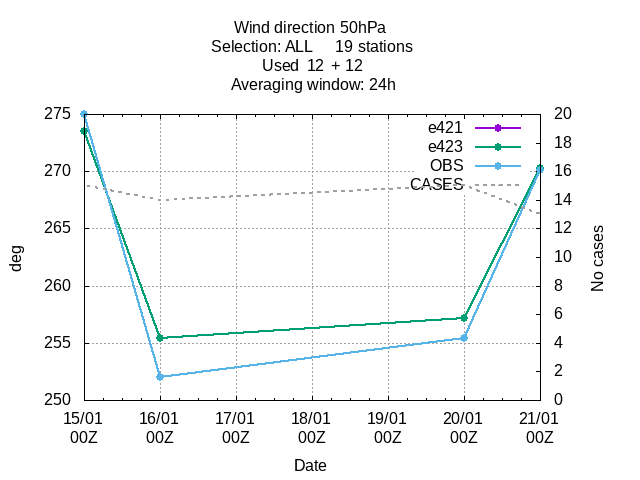 Wind direction 50hPa
Selection: ALL 19 stations
Used 12 + 12
Averaging window: 24h
275 20
e421
18
e423
270 16
OBS
CASES
14
265 12
deg
No cases
10
260 8
6
255 4
2
250 0
15/01 16/01 17/01 18/01 19/01 20/01 21/01
00Z 00Z 00Z 00Z 00Z 00Z 00Z
Date